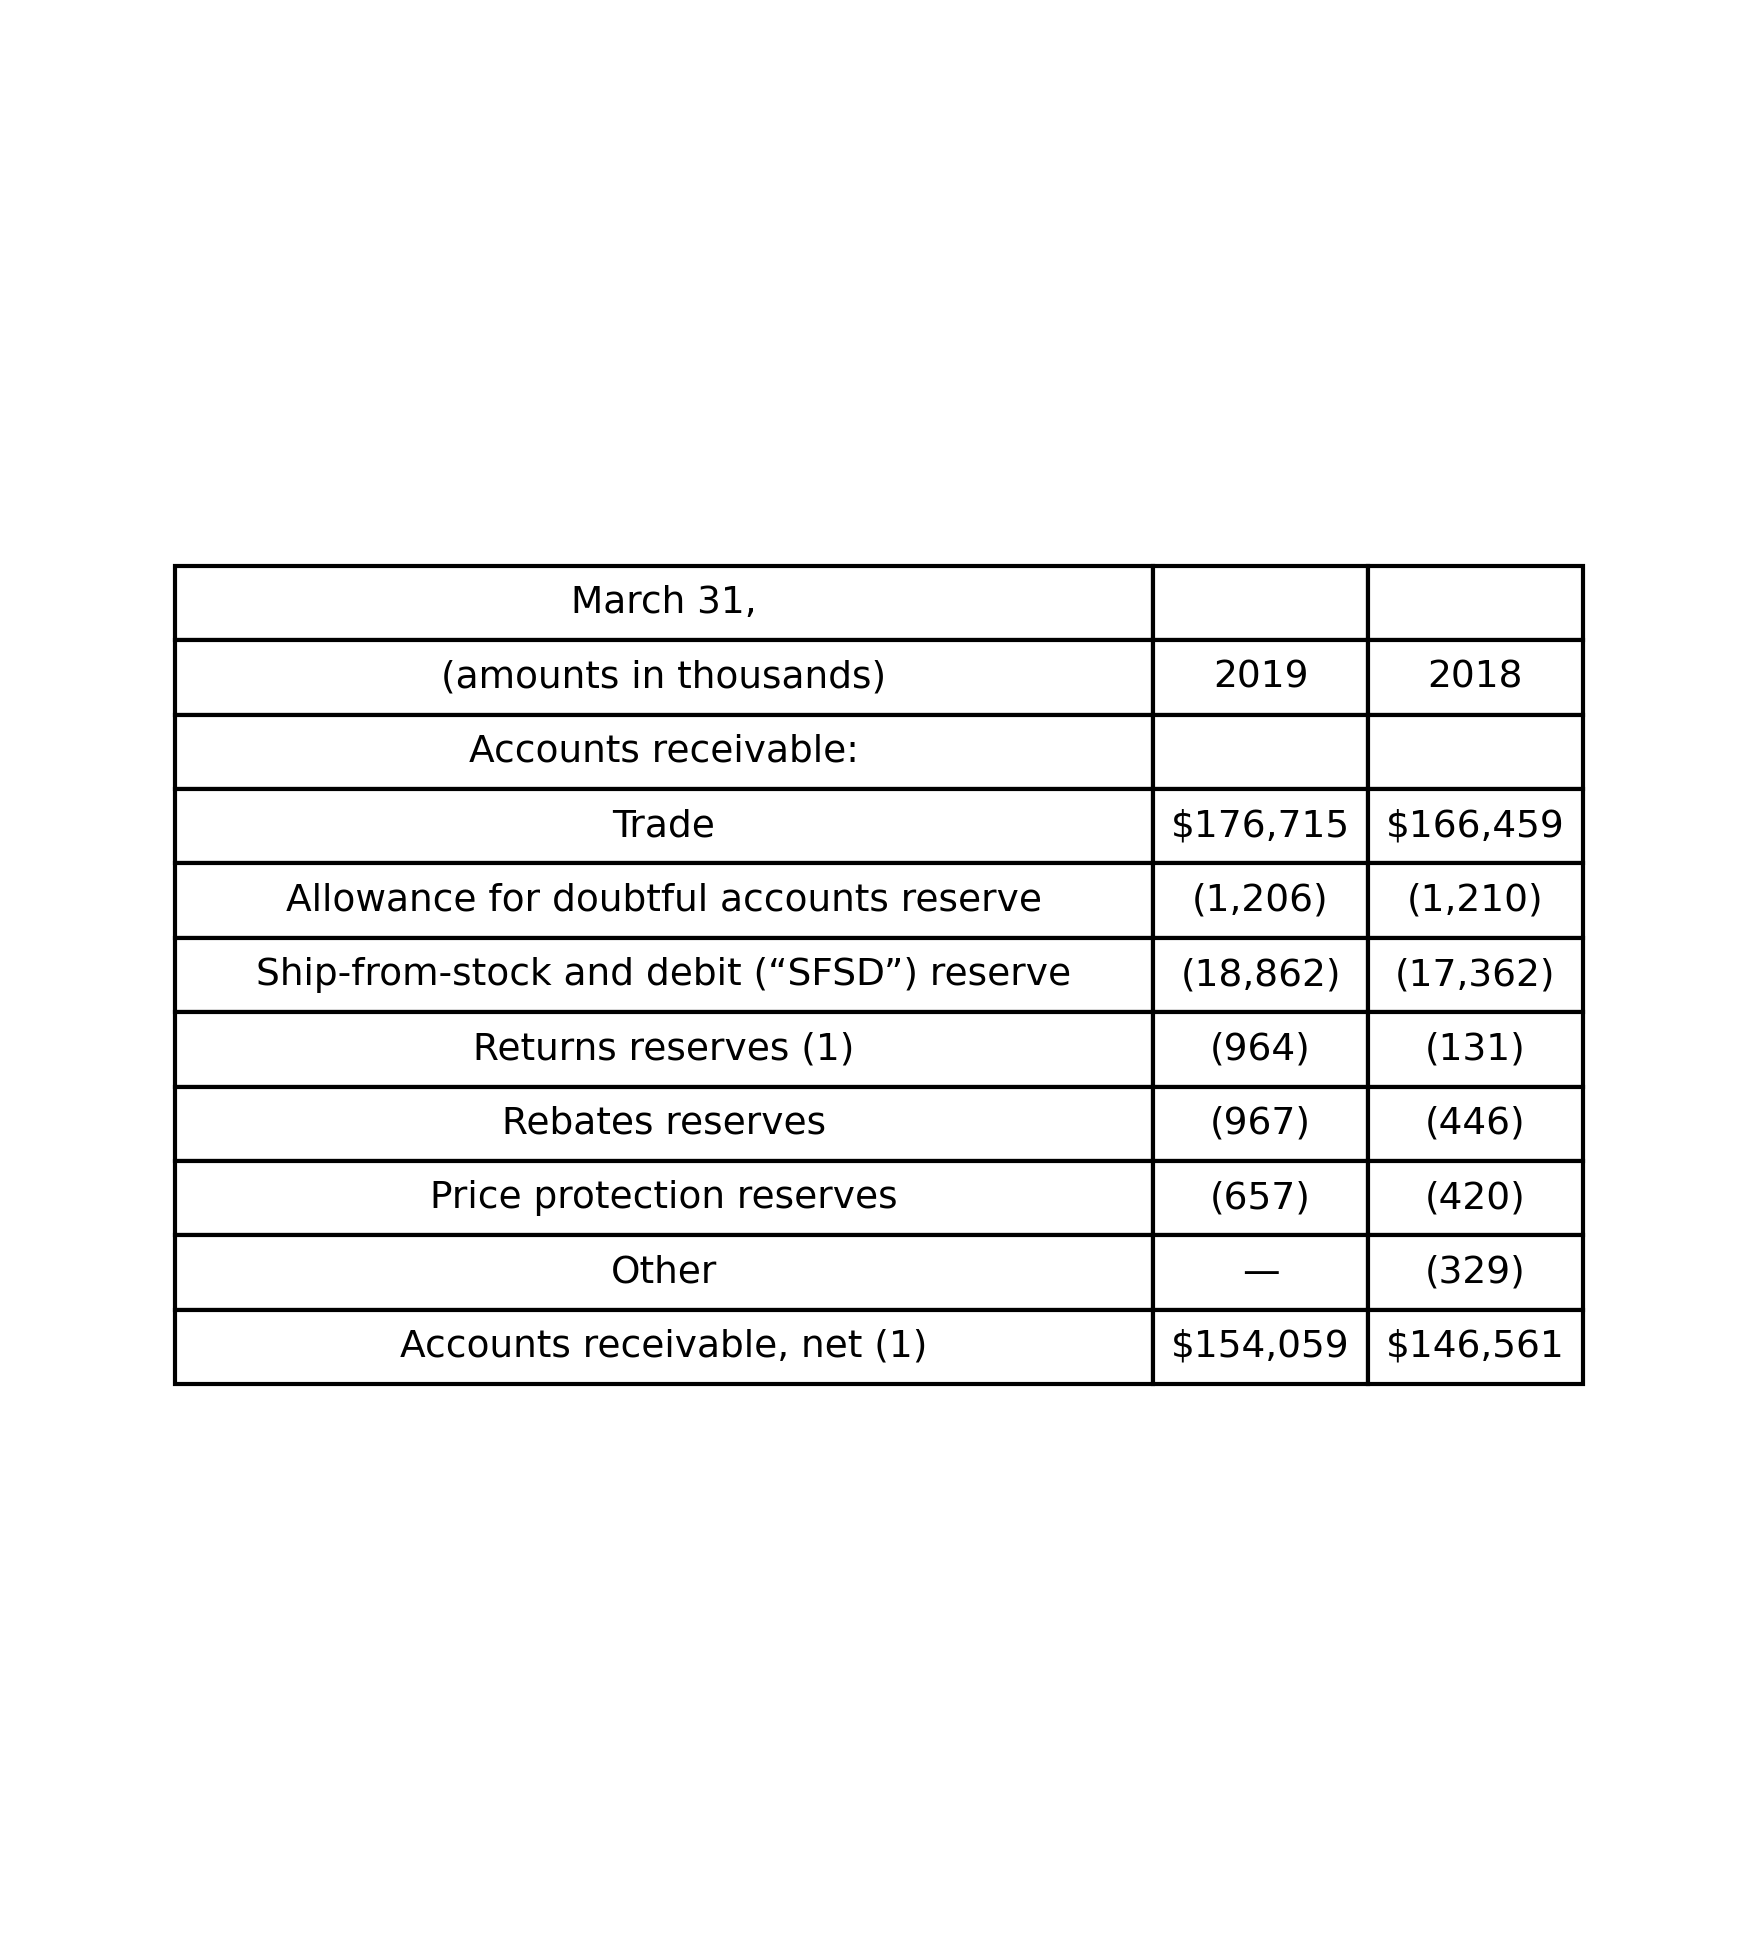 March 31,
(amounts in thousands) 2019 2018
Accounts receivable:
Trade $176,715 $166,459
Allowance for doubtful accounts reserve (1,206) (1,210)
Ship-from-stock and debit (“SFSD”) reserve (18,862) (17,362)
Returns reserves (1) (964) (131)
Rebates reserves (967) (446)
Price protection reserves (657) (420)
Other — (329)
Accounts receivable, net (1) $154,059 $146,561